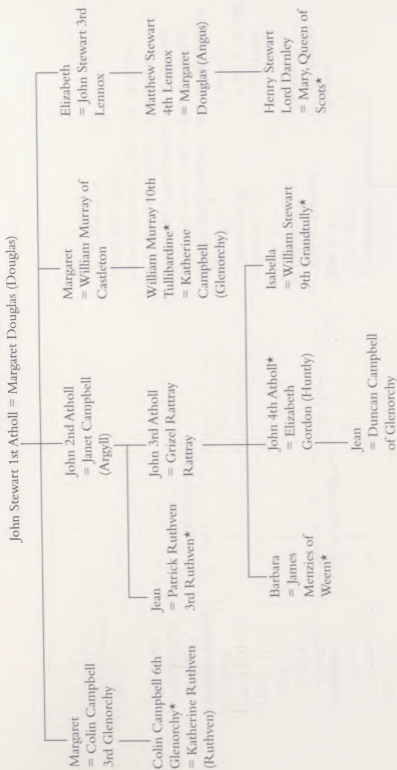 John Stewart 1st Atholl = Margaret Douglas (Douglas)
Margaret
= Colin Campbell
3rd Glenorchy
John 2nd Atholl
= Janet Campbell
(Argyll)
Margaret
= William Murray of
Castleton
Elizabeth
= John Stewart 3rd
Lennox
Colin Campbell 6th
Glenorchy*
= Katherine Ruthven
(Ruthven)
Jean
= Patrick Ruthven
3rd Ruthven*
John 3rd Atholl
= Grizel Rattray
Rattray
William Murray 10th
Tullibardine*
= Katherine
Campbell
(Glenorchy)
Matthew Stewart
4th Lennox
= Margaret
Douglas (Angus)
Barbara
= James
Menzies of
Weem*
John 4th Atholl*
= Elizabeth
Gordon (Huntly)
Isabella
= William Stewart
9th Grandtully*
Henry Stewart
Lord Darnley
= Mary, Queen of
Scots*
Jean
= Duncan Campbell
of Glenorchy